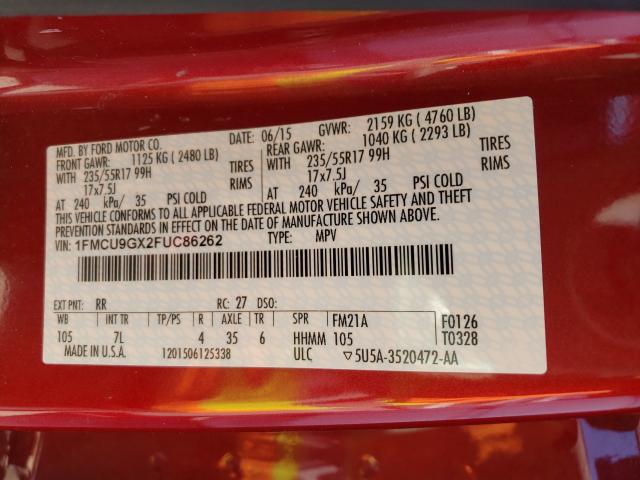 MFD. BY FORD MOTOR CO. DATE: 06/15 GVWR: 2159 KG ( 4760 LB)
FRONT GAWR: 1125 KG ( 2480 LB) REAR GAWR: 1040 KG ( 2293 LB)
WITH 235/55R17 99H TIRES WITH 235/55R17 99H TIRES
17x7.5J RIMS 17x7.5J RIMS
AT 240 kPa/ 35 PSI COLD AT 240 kPa/ 35 PSI COLD
THIS VEHICLE CONFORMS TO ALL APPLICABLE FEDERAL MOTOR VEHICLE SAFETY AND THEFT
PREVENTION STANDARDS IN EFFECT ON THE DATE OF MANUFACTURE SHOWN ABOVE.
VIN: 1FMCU9GX2FUC86262 TYPE: MPV
EXT PNT: RR RC: 27 DSO:
WB INT TR TP/PS R AXLE TR SPR FM21A F0126
105 7L 4 35 6 HHMM 105 T0328
MADE IN U.S.A. 1201506125338 ULC ▽5U5A-3520472-AA